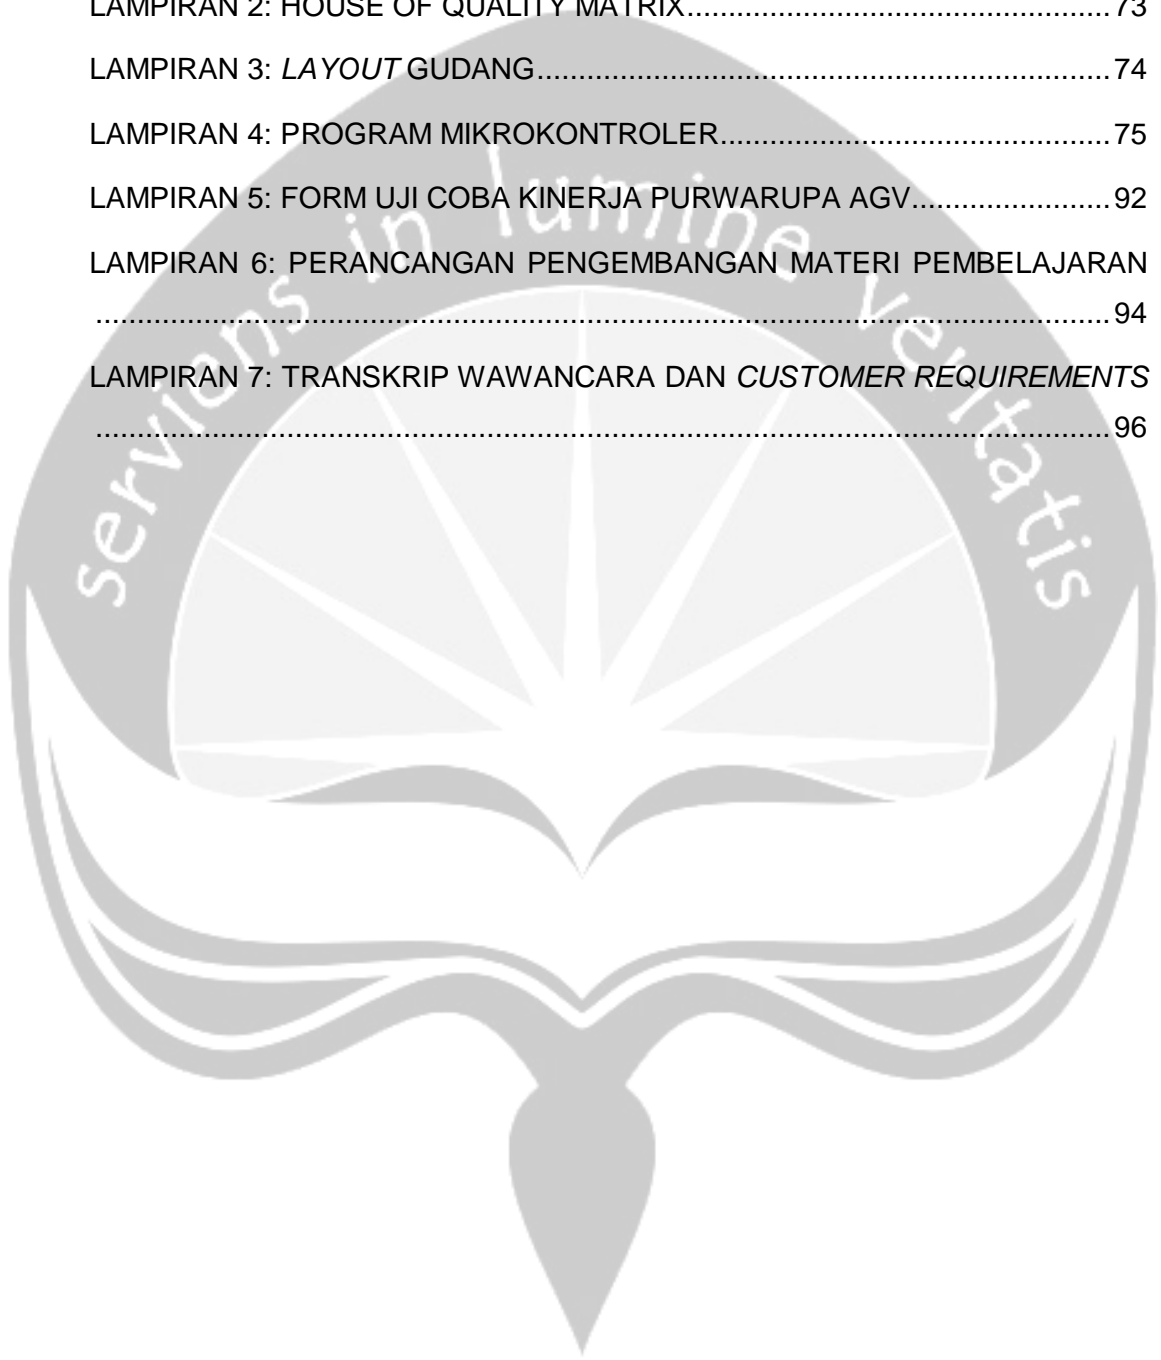 LAMPIRAN 2: HOUSE OF QUALITY MATRIX....................................................73
LAMPIRAN 3: LAYOUT GUDANG......................................................................74
LAMPIRAN 4: PROGRAM MIKROKONTROLER................................................75
LAMPIRAN 5: FORM UJI COBA KINERJA PURWARUPA AGV........................92
LAMPIRAN 6: PERANCANGAN PENGEMBANGAN MATERI PEMBELAJARAN
............................................................................................................................94
LAMPIRAN 7: TRANSKRIP WAWANCARA DAN CUSTOMER REQUIREMENTS
............................................................................................................................96
serviens in lumine veritatis